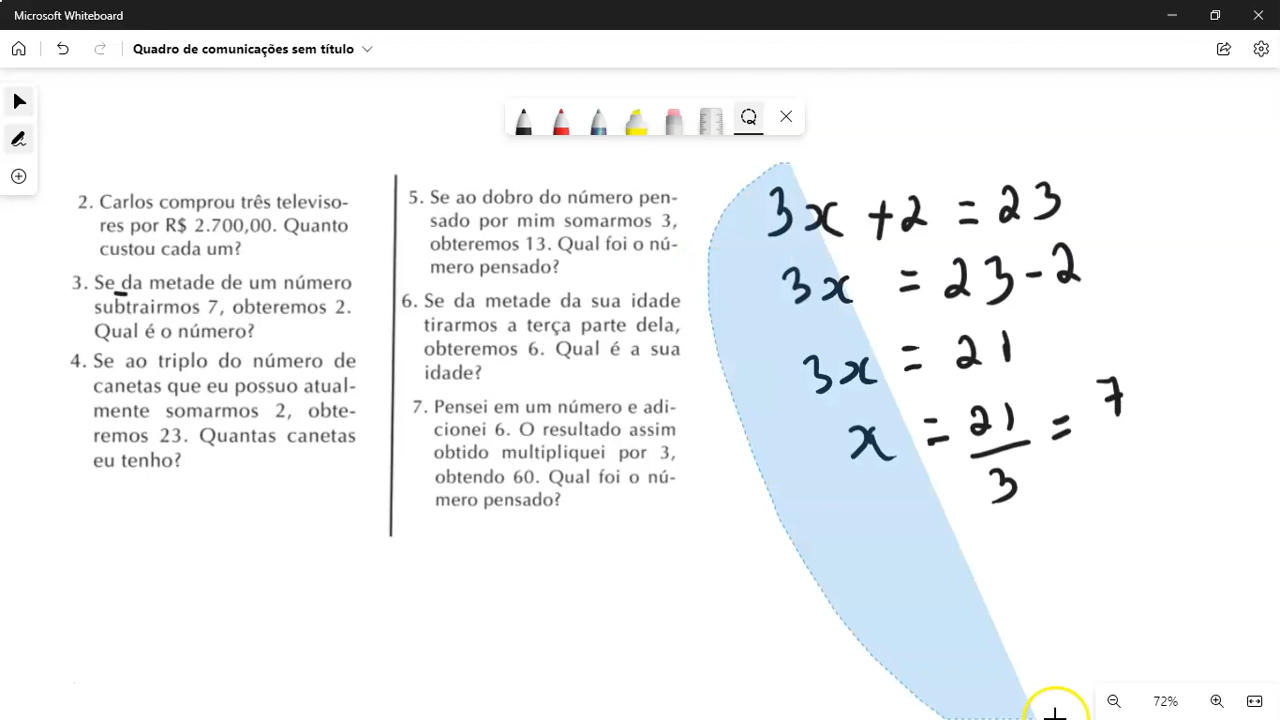 Microsoft Whiteboard
Quadro de comunicações sem título
2. Carlos comprou três televiso-
res por R$ 2.700,00. Quanto
custou cada um?
3. Se da metade de um número
subtrairmos 7, obteremos 2.
Qual é o número?
4. Se ao triplo do número de
canetas que eu possuo atual-
mente somarmos 2, obte-
remos 23. Quantas canetas
eu tenho?
5. Se ao dobro do número pen-
sado por mim somarmos 3,
obteremos 13. Qual foi o nú-
mero pensado?
6. Se da metade da sua idade
tirarmos a terça parte dela,
obteremos 6. Qual é a sua
idade?
7. Pensei em um número e adi-
cionei 6. O resultado assim
obtido multipliquei por 3,
obtendo 60. Qual foi o nú-
mero pensado?
3x + 2 = 23
3x = 23 - 2
3x = 21
x = 21/3 = 7
72%